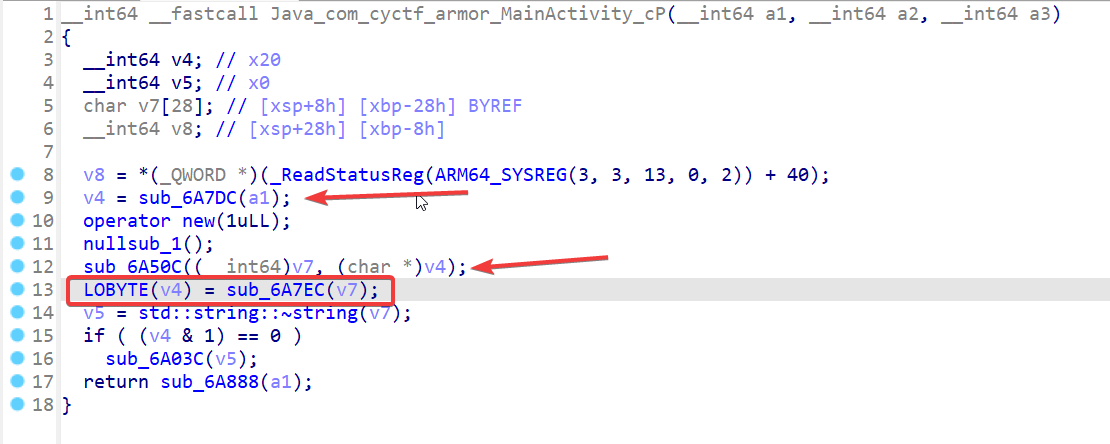 1 __int64 __fastcall Java_com_cyctf_armor_MainActivity_cP(__int64 a1, __int64 a2, __int64 a3)
2 {
3 __int64 v4; // x20
4 __int64 v5; // x0
5 char v7[28]; // [xsp+8h] [xbp-28h] BYREF
6 __int64 v8; // [xsp+28h] [xbp-8h]
7
8 v8 = *(_QWORD *)(_ReadStatusReg(ARM64_SYSREG(3, 3, 13, 0, 2)) + 40);
9 v4 = sub_6A7DC(a1);
10 operator new(1uLL);
11 nullsub_1();
12 sub_6A50C((__int64)v7, (char *)v4);
13 LOBYTE(v4) = sub_6A7EC(v7);
14 v5 = std::string::~string(v7);
15 if ( (v4 & 1) == 0 )
16 sub_6A03C(v5);
17 return sub_6A888(a1);
18 }